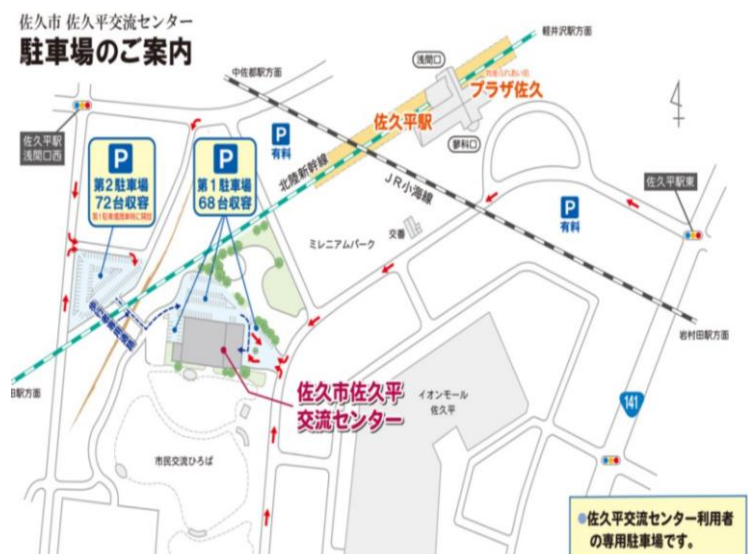 佐久市 佐久平交流センター
駐車場のご案内
軽井沢駅方面
中佐都駅方面
浅間口
プラザ佐久
佐久平駅
蓼科口
佐久平駅
浅間口西
P
有料
P
第2駐車場
72台収容
P
第1駐車場
68台収容
北陸新幹線
JR小海線
P
有料
佐久平駅東
交番
ミレニアムパーク
岩村田駅方面
田駅方面
佐久市佐久平
交流センター
イオンモール
佐久平
141
市民交流ひろば
●佐久平交流センター利用者
の専用駐車場です。